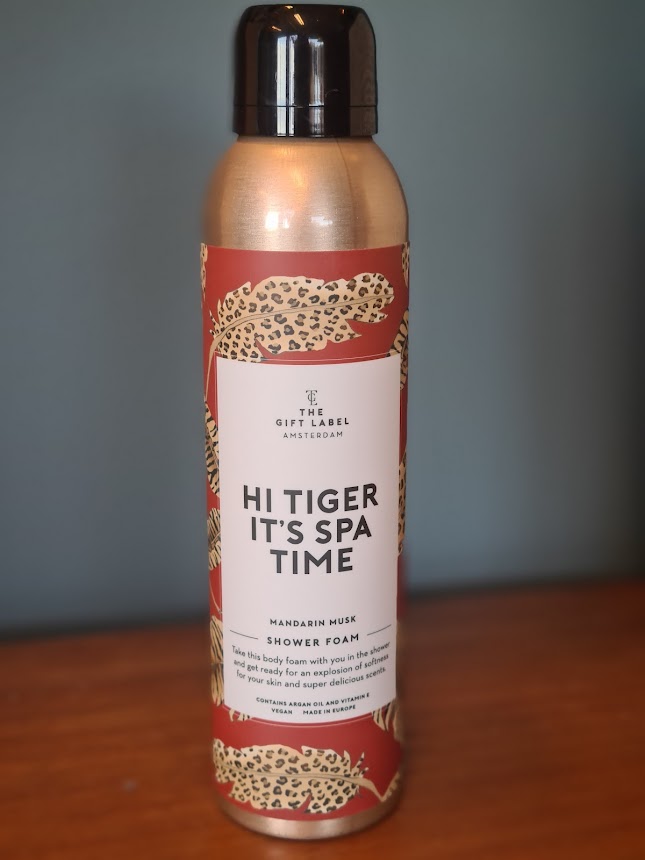 THE
GIFT LABEL
AMSTERDAM
HI TIGER
IT'S SPA
TIME
MANDARIN MUSK
SHOWER FOAM
Take this body foam with you in the shower
and get ready for an explosion of softness
for your skin and super delicious scents.
CONTAINS ARGAN OIL AND VITAMIN E
VEGAN MADE IN EUROPE